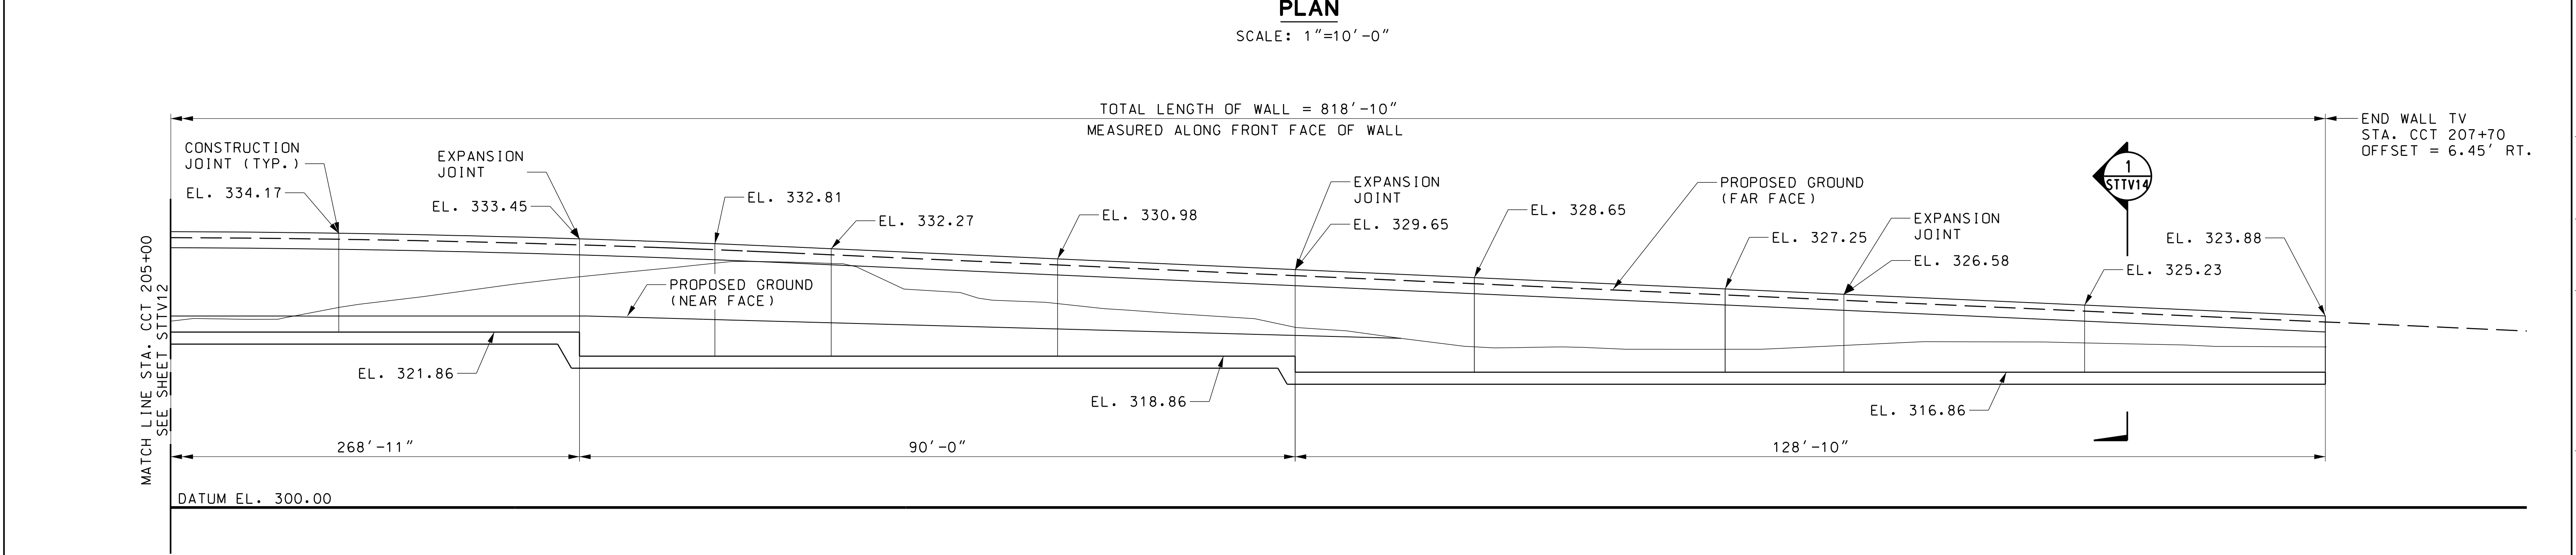 PLAN
SCALE: 1"=10'-0"
TOTAL LENGTH OF WALL = 818'-10"
MEASURED ALONG FRONT FACE OF WALL
END WALL TV
STA. CCT 207+70
OFFSET = 6.45' RT.
CONSTRUCTION
JOINT (TYP.)
EL. 334.17
EXPANSION
JOINT
EL. 333.45
EL. 332.81
EL. 332.27
EL. 330.98
EXPANSION
JOINT
EL. 329.65
EL. 328.65
PROPOSED GROUND
(FAR FACE)
EL. 327.25
EXPANSION
JOINT
EL. 326.58
1
STTV14
EL. 325.23
EL. 323.88
PROPOSED GROUND
(NEAR FACE)
MATCH LINE STA. CCT 205+00
SEE SHEET STTV12
EL. 321.86
EL. 318.86
EL. 316.86
268'-11"
90'-0"
128'-10"
DATUM EL. 300.00